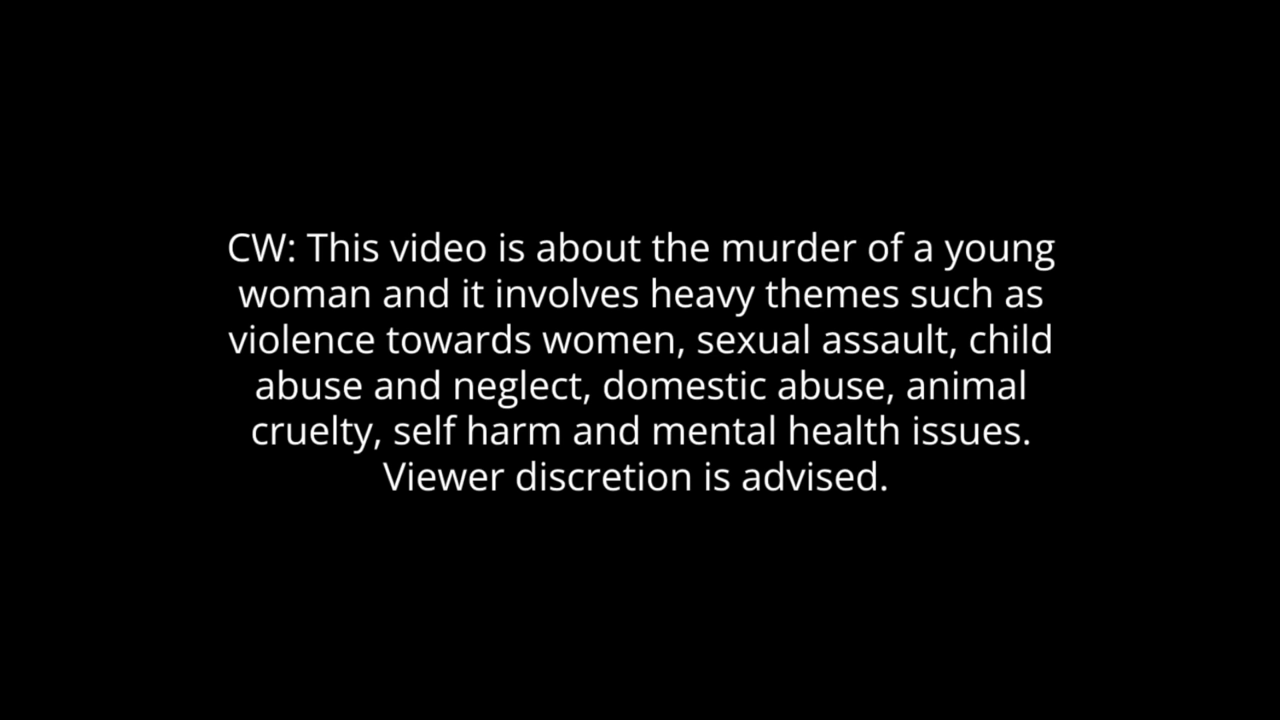 CW: This video is about the murder of a young
woman and it involves heavy themes such as
violence towards women, sexual assault, child
abuse and neglect, domestic abuse, animal
cruelty, self harm and mental health issues.
Viewer discretion is advised.